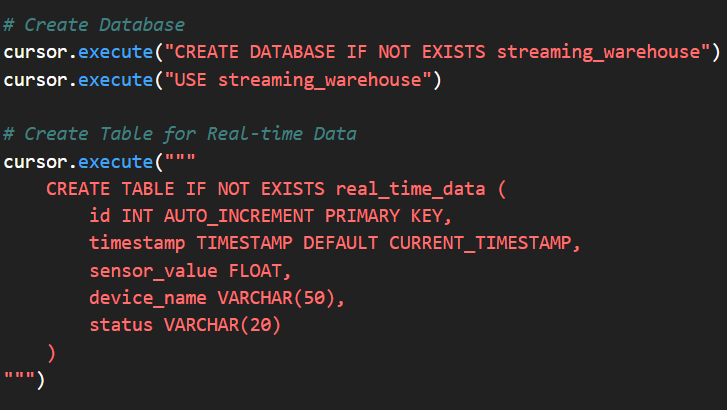 # Create Database
cursor.execute("CREATE DATABASE IF NOT EXISTS streaming_warehouse")
cursor.execute("USE streaming_warehouse")

# Create Table for Real-time Data
cursor.execute("""
    CREATE TABLE IF NOT EXISTS real_time_data (
        id INT AUTO_INCREMENT PRIMARY KEY,
        timestamp TIMESTAMP DEFAULT CURRENT_TIMESTAMP,
        sensor_value FLOAT,
        device_name VARCHAR(50),
        status VARCHAR(20)
    )
""")